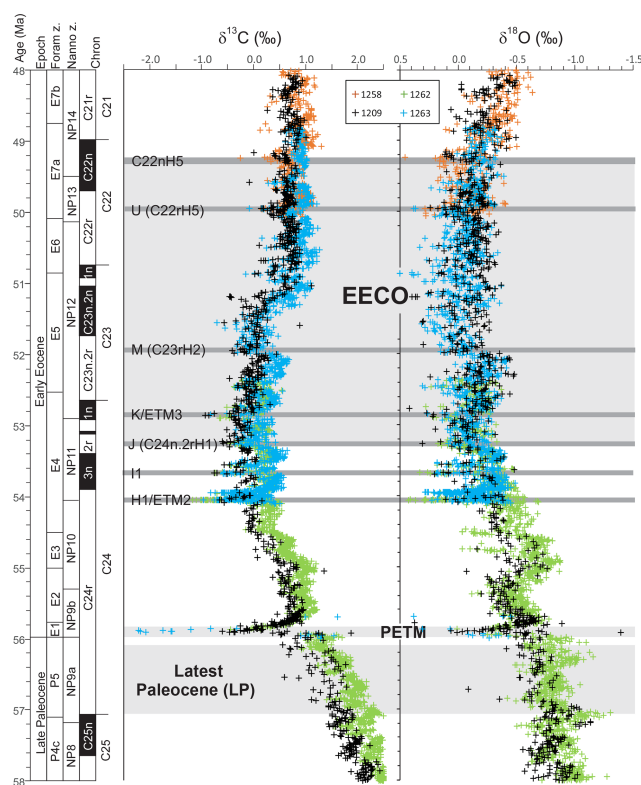 Age (Ma)
Epoch
Foram z.
Nanno z.
Chron
δ¹³C (‰)
δ¹⁸O (‰)
-2.0 -1.0 0.0 1.0 2.0
0.5 0.0 -0.5 -1.0 -1.5
48
49
50
51
52
53
54
55
56
57
58
Early Eocene
Late Paleocene
E7b
E7a
E6
E5
E4
E3
E2
E1
P5
P4c
NP14
NP13
NP12
NP11
NP10
NP9b
NP9a
NP8
C21r
C22n
C22r
1n
C23n.2n
C23n.2r
1n
2r
3n
C24r
C25n
C21
C22
C23
C24
C25
1258 1262
1209 1263
C22nH5
U (C22rH5)
EECO
M (C23rH2)
K/ETM3
J (C24n.2rH1)
I1
H1/ETM2
PETM
Latest
Paleocene (LP)